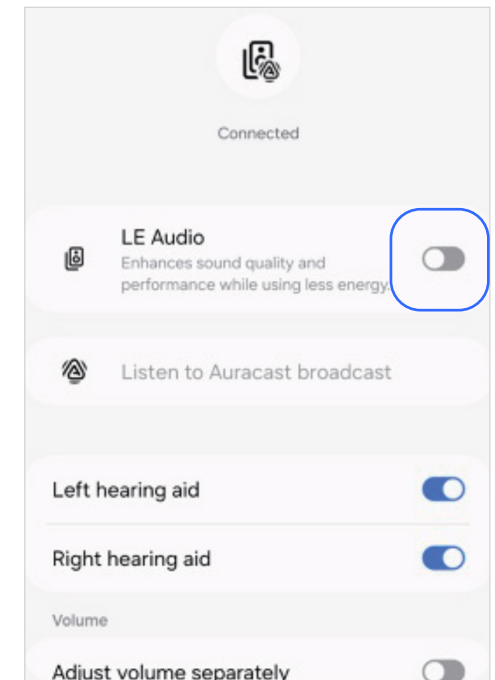 Connected
LE Audio
Enhances sound quality and
performance while using less energy.
Listen to Auracast broadcast
Left hearing aid
Right hearing aid
Volume
Adjust volume separately